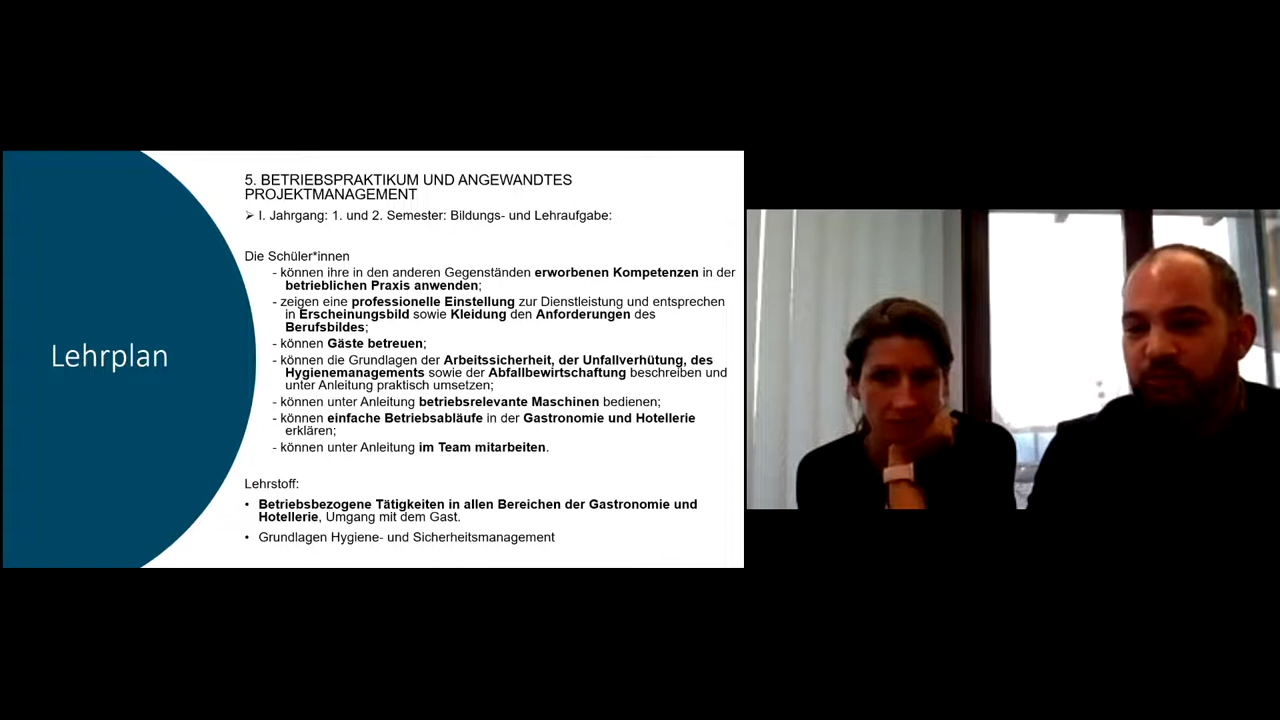 Lehrplan
5. BETRIEBSPRAKTIKUM UND ANGEWANDTES
PROJEKTMANAGEMENT
➢ I. Jahrgang: 1. und 2. Semester: Bildungs- und Lehraufgabe:
Die Schüler*innen
- können ihre in den anderen Gegenständen erworbenen Kompetenzen in der
betrieblichen Praxis anwenden;
- zeigen eine professionelle Einstellung zur Dienstleistung und entsprechen
in Erscheinungsbild sowie Kleidung den Anforderungen des
Berufsbildes;
- können Gäste betreuen;
- können die Grundlagen der Arbeitssicherheit, der Unfallverhütung, des
Hygienemanagements sowie der Abfallbewirtschaftung beschreiben und
unter Anleitung praktisch umsetzen;
- können unter Anleitung betriebsrelevante Maschinen bedienen;
- können einfache Betriebsabläufe in der Gastronomie und Hotellerie
erklären;
- können unter Anleitung im Team mitarbeiten.
Lehrstoff:
• Betriebsbezogene Tätigkeiten in allen Bereichen der Gastronomie und
Hotellerie, Umgang mit dem Gast.
• Grundlagen Hygiene- und Sicherheitsmanagement